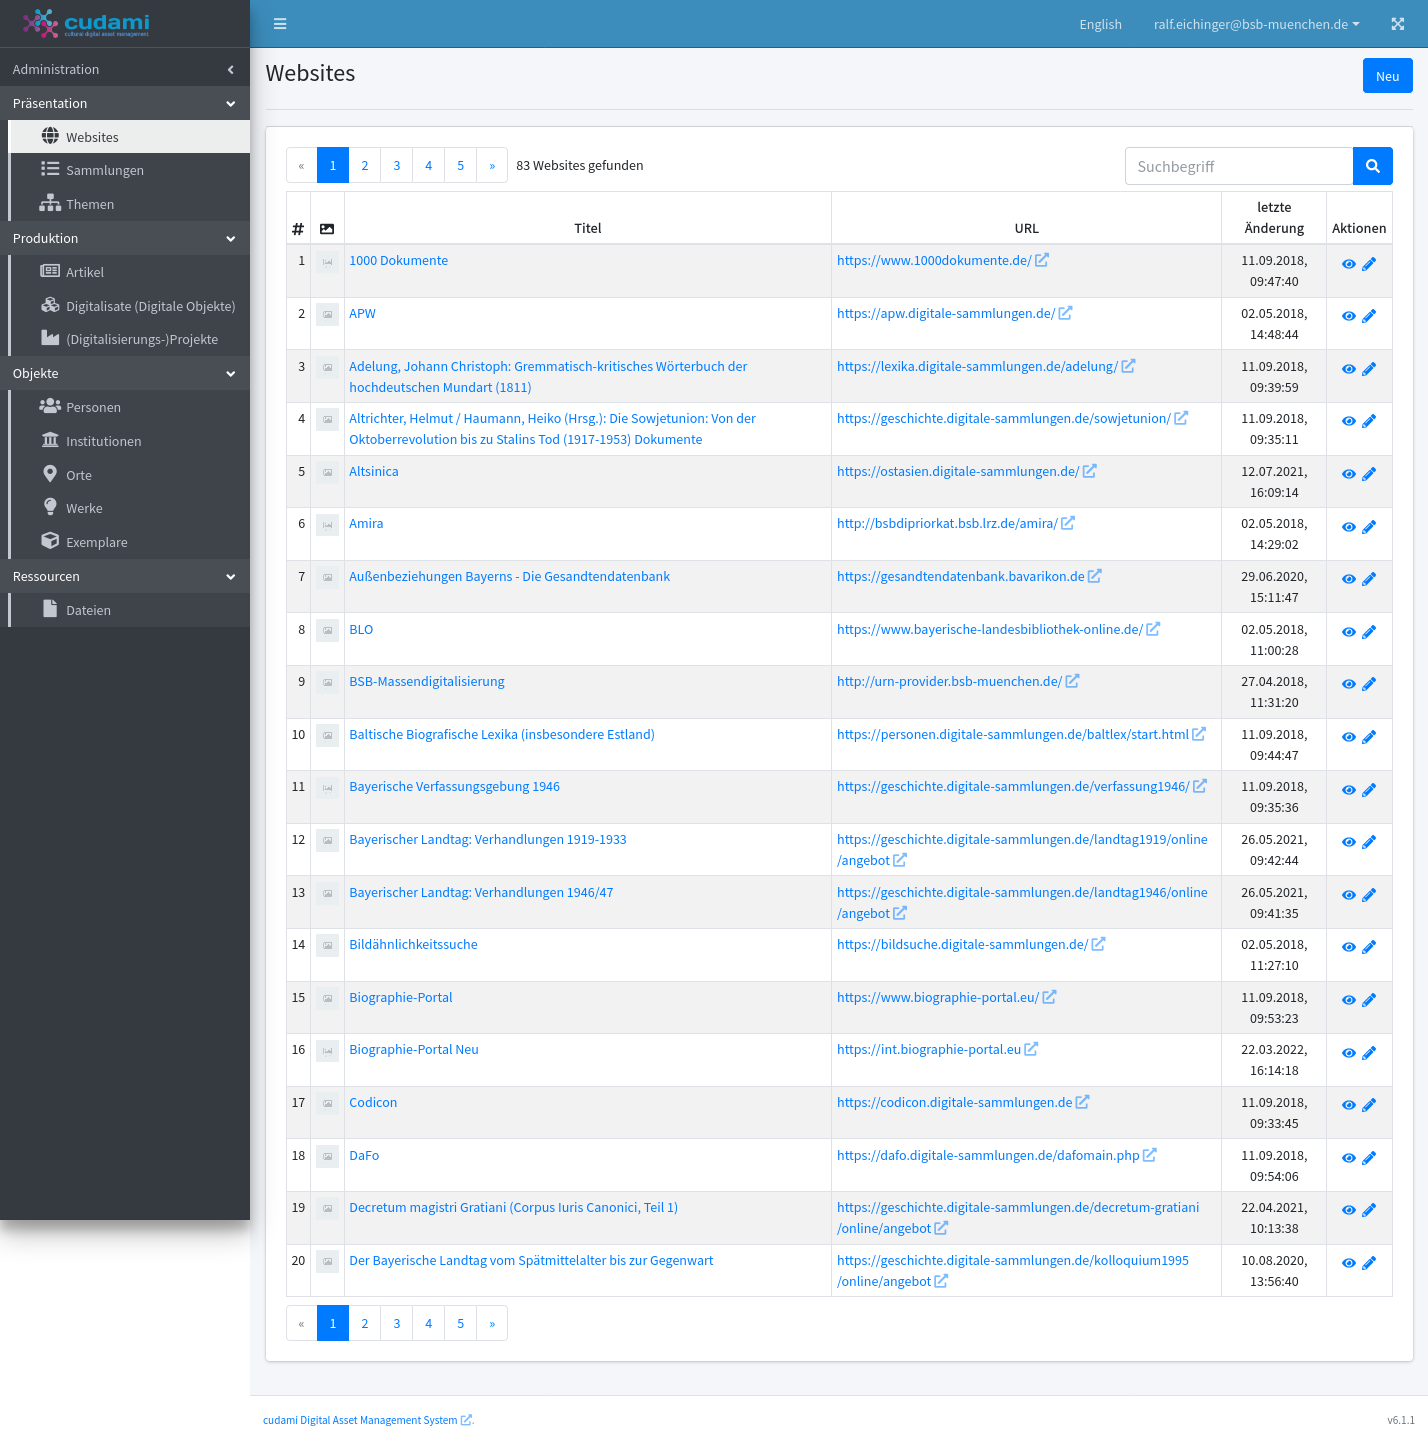 cudami
cultural digital asset management
English
ralf.eichinger@bsb-muenchen.de
Administration
Präsentation
Websites
Sammlungen
Themen
Produktion
Artikel
Digitalisate (Digitale Objekte)
(Digitalisierungs-)Projekte
Objekte
Personen
Institutionen
Orte
Werke
Exemplare
Ressourcen
Dateien
Websites
Neu
« 1 2 3 4 5 » 83 Websites gefunden
Suchbegriff
# Titel URL letzte Änderung Aktionen
1 1000 Dokumente https://www.1000dokumente.de/ 11.09.2018,
09:47:40
2 APW https://apw.digitale-sammlungen.de/ 02.05.2018,
14:48:44
3 Adelung, Johann Christoph: Gremmatisch-kritisches Wörterbuch der https://lexika.digitale-sammlungen.de/adelung/ 11.09.2018,
hochdeutschen Mundart (1811) 09:39:59
4 Altrichter, Helmut / Haumann, Heiko (Hrsg.): Die Sowjetunion: Von der https://geschichte.digitale-sammlungen.de/sowjetunion/ 11.09.2018,
Oktoberrevolution bis zu Stalins Tod (1917-1953) Dokumente 09:35:11
5 Altsinica https://ostasien.digitale-sammlungen.de/ 12.07.2021,
16:09:14
6 Amira http://bsbdipriorkat.bsb.lrz.de/amira/ 02.05.2018,
14:29:02
7 Außenbeziehungen Bayerns - Die Gesandtendatenbank https://gesandtendatenbank.bavarikon.de 29.06.2020,
15:11:47
8 BLO https://www.bayerische-landesbibliothek-online.de/ 02.05.2018,
11:00:28
9 BSB-Massendigitalisierung http://urn-provider.bsb-muenchen.de/ 27.04.2018,
11:31:20
10 Baltische Biografische Lexika (insbesondere Estland) https://personen.digitale-sammlungen.de/baltlex/start.html 11.09.2018,
09:44:47
11 Bayerische Verfassungsgebung 1946 https://geschichte.digitale-sammlungen.de/verfassung1946/ 11.09.2018,
09:35:36
12 Bayerischer Landtag: Verhandlungen 1919-1933 https://geschichte.digitale-sammlungen.de/landtag1919/online 26.05.2021,
/angebot 09:42:44
13 Bayerischer Landtag: Verhandlungen 1946/47 https://geschichte.digitale-sammlungen.de/landtag1946/online 26.05.2021,
/angebot 09:41:35
14 Bildähnlichkeitssuche https://bildsuche.digitale-sammlungen.de/ 02.05.2018,
11:27:10
15 Biographie-Portal https://www.biographie-portal.eu/ 11.09.2018,
09:53:23
16 Biographie-Portal Neu https://int.biographie-portal.eu 22.03.2022,
16:14:18
17 Codicon https://codicon.digitale-sammlungen.de 11.09.2018,
09:33:45
18 DaFo https://dafo.digitale-sammlungen.de/dafomain.php 11.09.2018,
09:54:06
19 Decretum magistri Gratiani (Corpus Iuris Canonici, Teil 1) https://geschichte.digitale-sammlungen.de/decretum-gratiani 22.04.2021,
/online/angebot 10:13:38
20 Der Bayerische Landtag vom Spätmittelalter bis zur Gegenwart https://geschichte.digitale-sammlungen.de/kolloquium1995 10.08.2020,
/online/angebot 13:56:40
« 1 2 3 4 5 »
cudami Digital Asset Management System .
v6.1.1